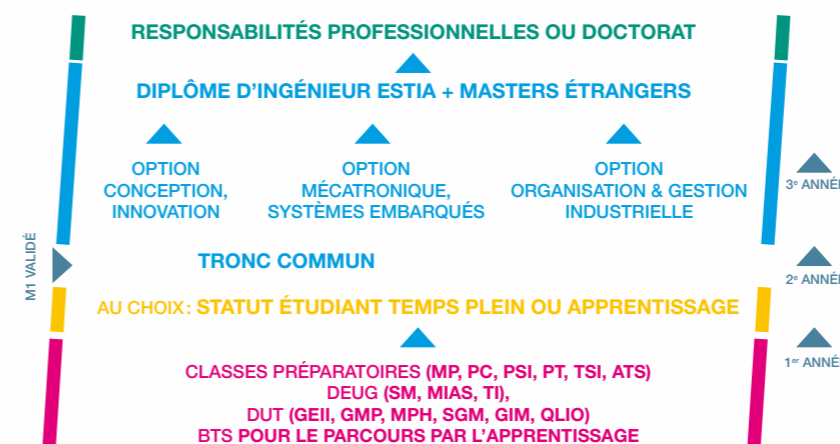 RESPONSABILITÉS PROFESSIONNELLES OU DOCTORAT
DIPLÔME D'INGÉNIEUR ESTIA + MASTERS ÉTRANGERS
OPTION
CONCEPTION,
INNOVATION
OPTION
MÉCATRONIQUE,
SYSTÈMES EMBARQUÉS
OPTION
ORGANISATION & GESTION
INDUSTRIELLE
3e ANNÉE
M1 VALIDÉ
TRONC COMMUN
2e ANNÉE
AU CHOIX : STATUT ÉTUDIANT TEMPS PLEIN OU APPRENTISSAGE
1er ANNÉE
CLASSES PRÉPARATOIRES (MP, PC, PSI, PT, TSI, ATS)
DEUG (SM, MIAS, TI),
DUT (GEII, GMP, MPH, SGM, GIM, QLIO)
BTS POUR LE PARCOURS PAR L'APPRENTISSAGE